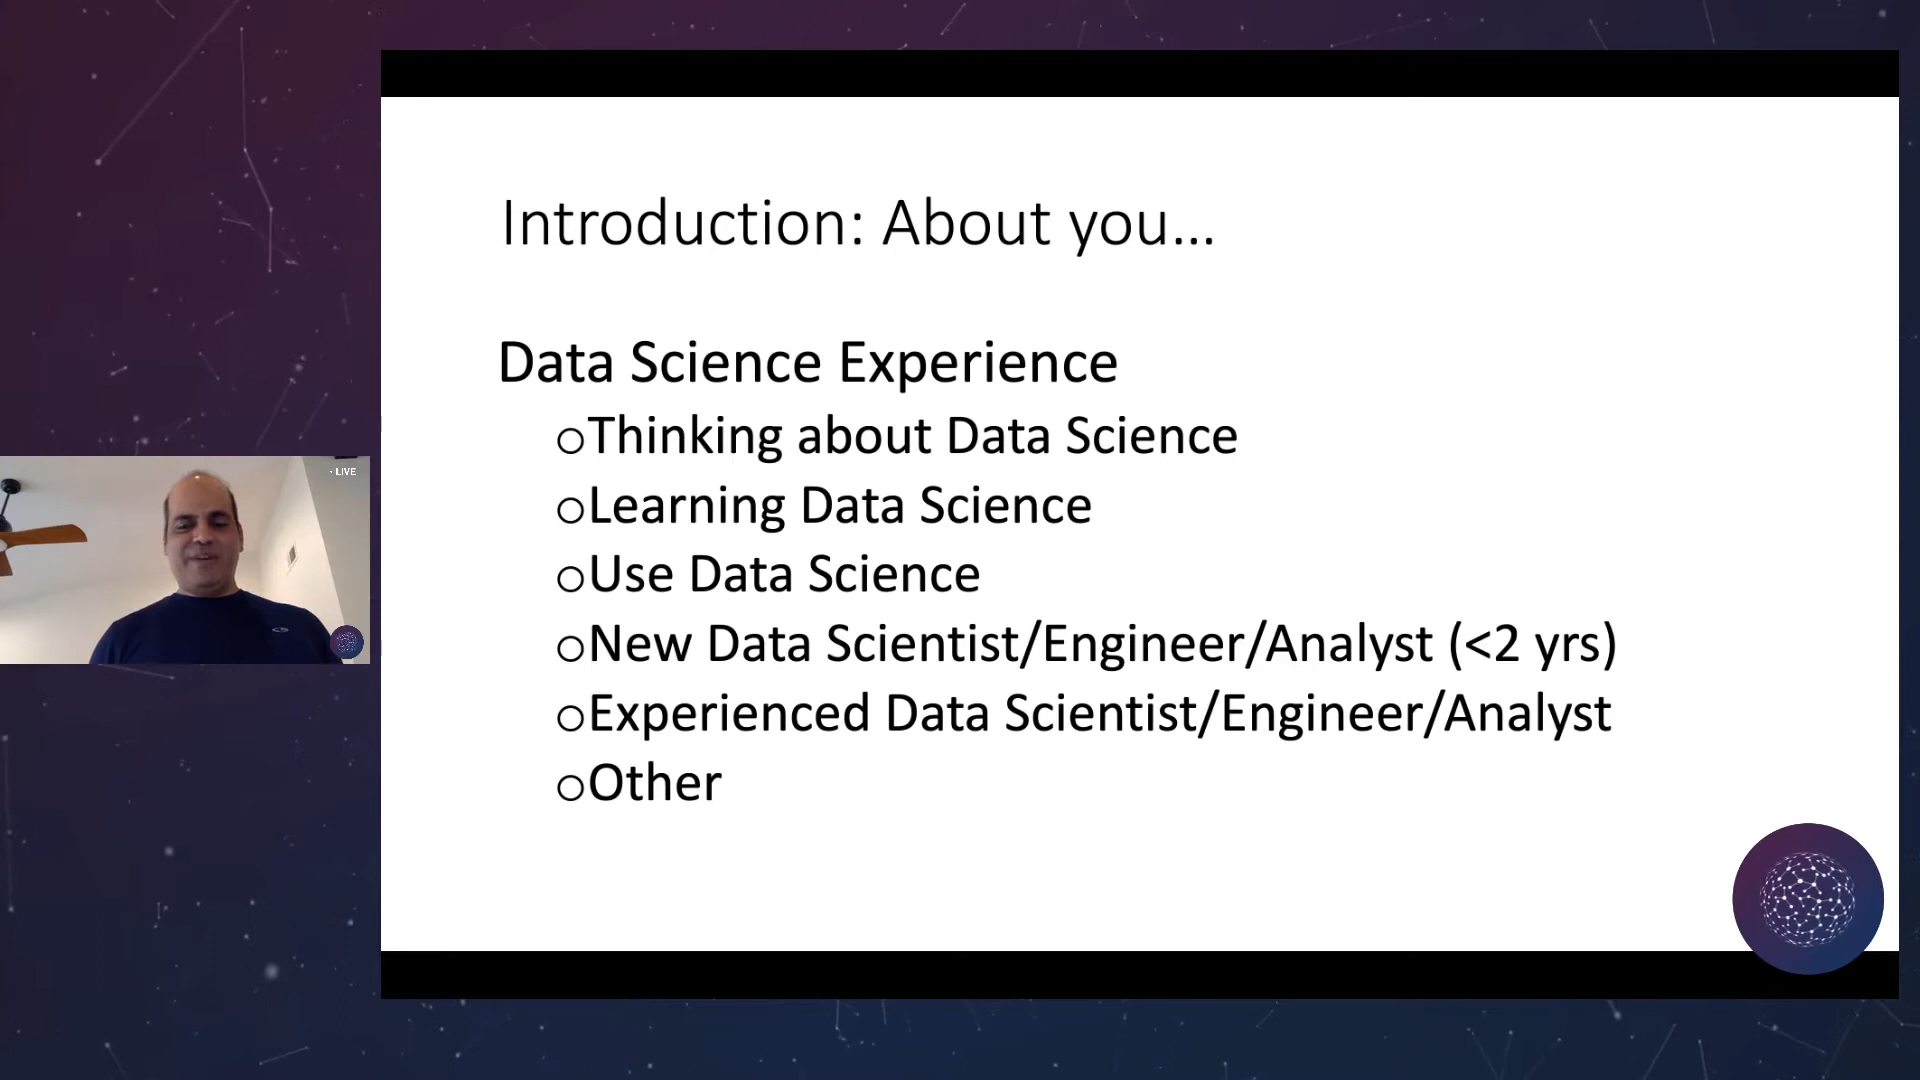 Introduction: About you...
Data Science Experience
oThinking about Data Science
oLearning Data Science
oUse Data Science
oNew Data Scientist/Engineer/Analyst (<2 yrs)
oExperienced Data Scientist/Engineer/Analyst
oOther
· LIVE